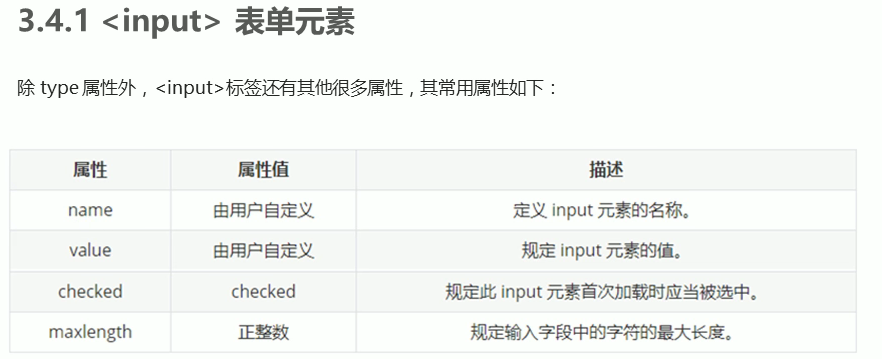 3.4.1 <input> 表单元素
除 type 属性外，<input>标签还有其他很多属性，其常用属性如下：
属性 属性值 描述
name 由用户自定义 定义 input 元素的名称。
value 由用户自定义 规定 input 元素的值。
checked checked 规定此 input 元素首次加载时应当被选中。
maxlength 正整数 规定输入字段中的字符的最大长度。